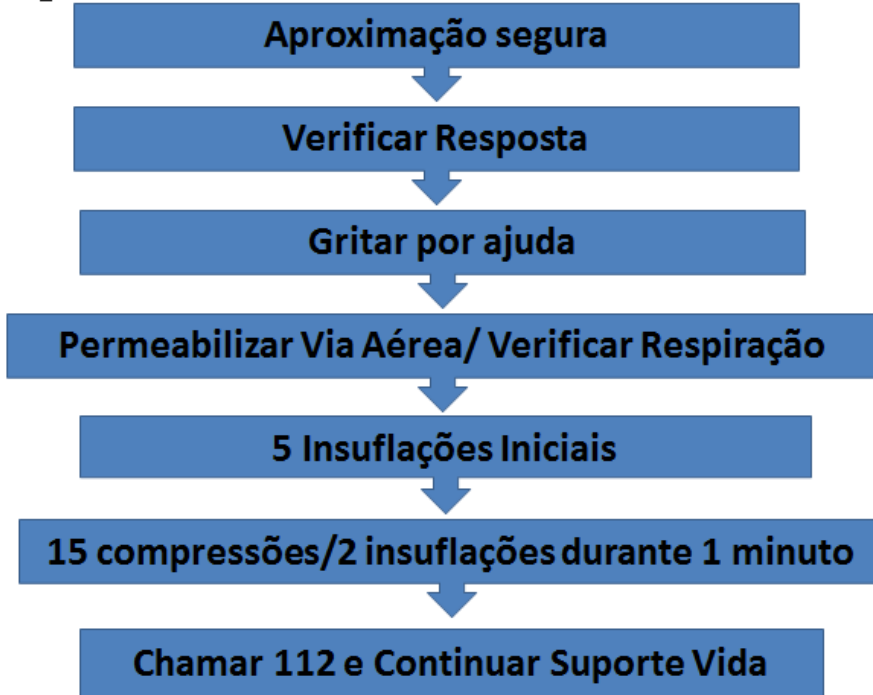 Aproximação segura
Verificar Resposta
Gritar por ajuda
Permeabilizar Via Aérea/ Verificar Respiração
5 Insuflações Iniciais
15 compressões/2 insuflações durante 1 minuto
Chamar 112 e Continuar Suporte Vida